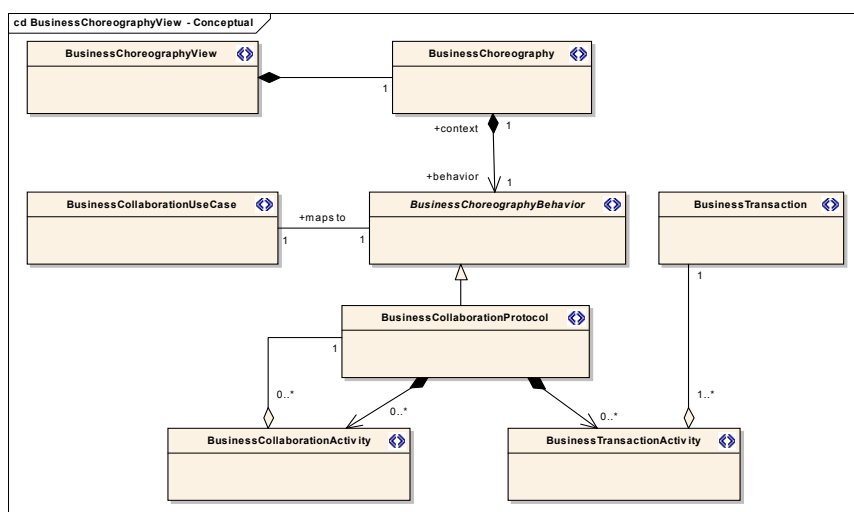 cd BusinessChoreographyView - Conceptual
BusinessChoreographyView
BusinessChoreography
1
+context
1
+behavior
1
BusinessCollaborationUseCase
BusinessChoreographyBehavior
BusinessTransaction
+maps to
1
1
1
BusinessCollaborationProtocol
1
0..*
0..*
1..*
0..*
BusinessCollaborationActivity
BusinessTransactionActivity